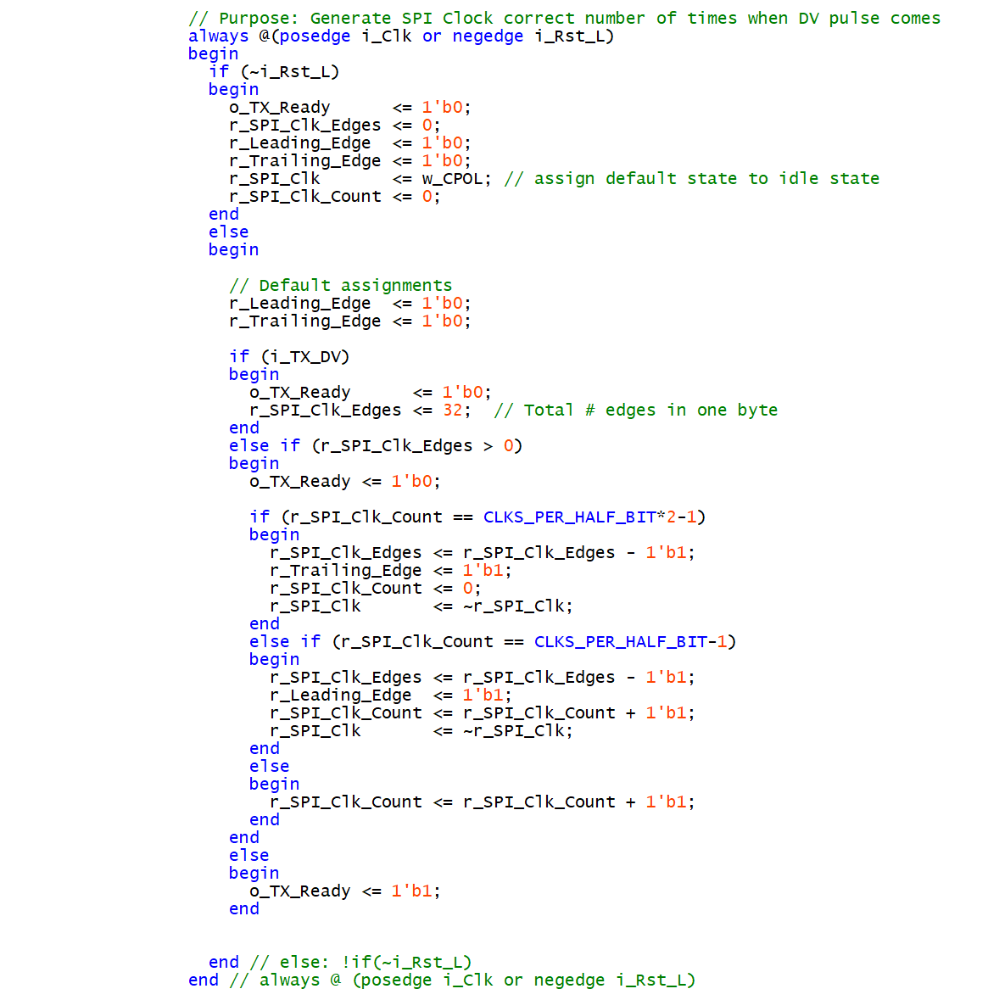 // Purpose: Generate SPI Clock correct number of times when DV pulse comes
always @(posedge i_Clk or negedge i_Rst_L)
begin
  if (~i_Rst_L)
  begin
    o_TX_Ready      <= 1'b0;
    r_SPI_Clk_Edges <= 0;
    r_Leading_Edge  <= 1'b0;
    r_Trailing_Edge <= 1'b0;
    r_SPI_Clk       <= w_CPOL; // assign default state to idle state
    r_SPI_Clk_Count <= 0;
  end
  else
  begin

    // Default assignments
    r_Leading_Edge  <= 1'b0;
    r_Trailing_Edge <= 1'b0;

    if (i_TX_DV)
    begin
      o_TX_Ready      <= 1'b0;
      r_SPI_Clk_Edges <= 32;  // Total # edges in one byte
    end
    else if (r_SPI_Clk_Edges > 0)
    begin
      o_TX_Ready <= 1'b0;

      if (r_SPI_Clk_Count == CLKS_PER_HALF_BIT*2-1)
      begin
        r_SPI_Clk_Edges <= r_SPI_Clk_Edges - 1'b1;
        r_Trailing_Edge <= 1'b1;
        r_SPI_Clk_Count <= 0;
        r_SPI_Clk       <= ~r_SPI_Clk;
      end
      else if (r_SPI_Clk_Count == CLKS_PER_HALF_BIT-1)
      begin
        r_SPI_Clk_Edges <= r_SPI_Clk_Edges - 1'b1;
        r_Leading_Edge  <= 1'b1;
        r_SPI_Clk_Count <= r_SPI_Clk_Count + 1'b1;
        r_SPI_Clk       <= ~r_SPI_Clk;
      end
      else
      begin
        r_SPI_Clk_Count <= r_SPI_Clk_Count + 1'b1;
      end
    end
    else
    begin
      o_TX_Ready <= 1'b1;
    end


  end // else: !if(~i_Rst_L)
end // always @ (posedge i_Clk or negedge i_Rst_L)